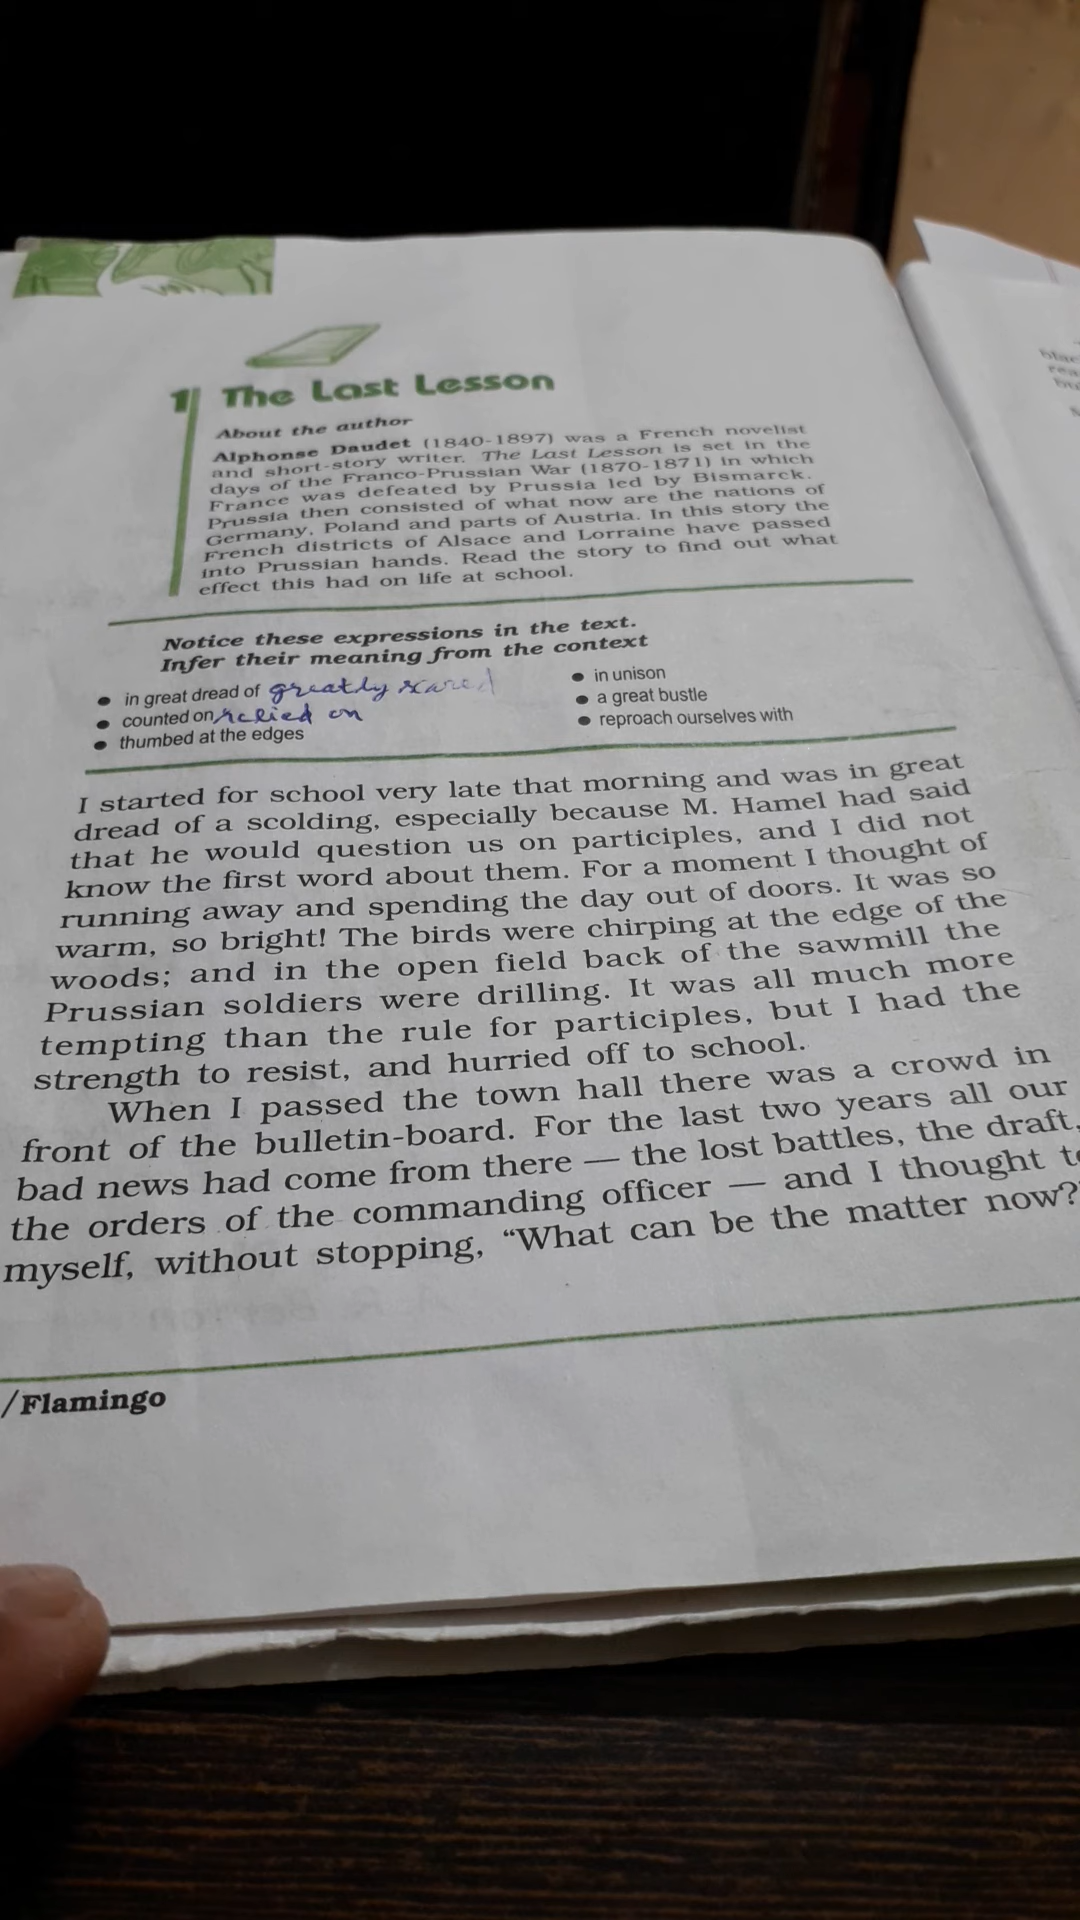 1 The Last Lesson
About the author
Alphonse Daudet (1840-1897) was a French novelist
and short-story writer. The Last Lesson is set in the
days of the Franco-Prussian War (1870-1871) in which
France was defeated by Prussia led by Bismarck.
Prussia then consisted of what now are the nations of
Germany, Poland and parts of Austria. In this story the
French districts of Alsace and Lorraine have passed
into Prussian hands. Read the story to find out what
effect this had on life at school.
Notice these expressions in the text.
Infer their meaning from the context
• in great dread of greatly scared
• counted on relied on
• thumbed at the edges
• in unison
• a great bustle
• reproach ourselves with
I started for school very late that morning and was in great
dread of a scolding, especially because M. Hamel had said
that he would question us on participles, and I did not
know the first word about them. For a moment I thought of
running away and spending the day out of doors. It was so
warm, so bright! The birds were chirping at the edge of the
woods; and in the open field back of the sawmill the
Prussian soldiers were drilling. It was all much more
tempting than the rule for participles, but I had the
strength to resist, and hurried off to school.
When I passed the town hall there was a crowd in
front of the bulletin-board. For the last two years all our
bad news had come from there — the lost battles, the draft,
the orders of the commanding officer — and I thought to
myself, without stopping, “What can be the matter now?”
/Flamingo